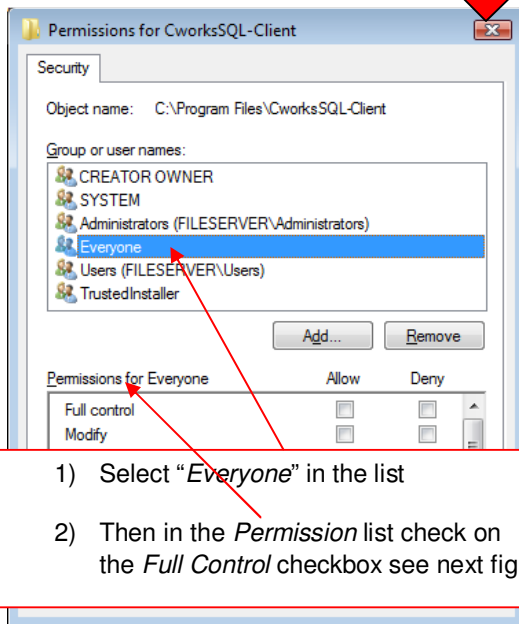 Permissions for CworksSQL-Client
Security
Object name: C:\Program Files\CworksSQL-Client
Group or user names:
CREATOR OWNER
SYSTEM
Administrators (FILESERVER\Administrators)
Everyone
Users (FILESERVER\Users)
TrustedInstaller
Add... Remove
Permissions for Everyone Allow Deny
Full control
Modify
1) Select “Everyone” in the list
2) Then in the Permission list check on
the Full Control checkbox see next fig